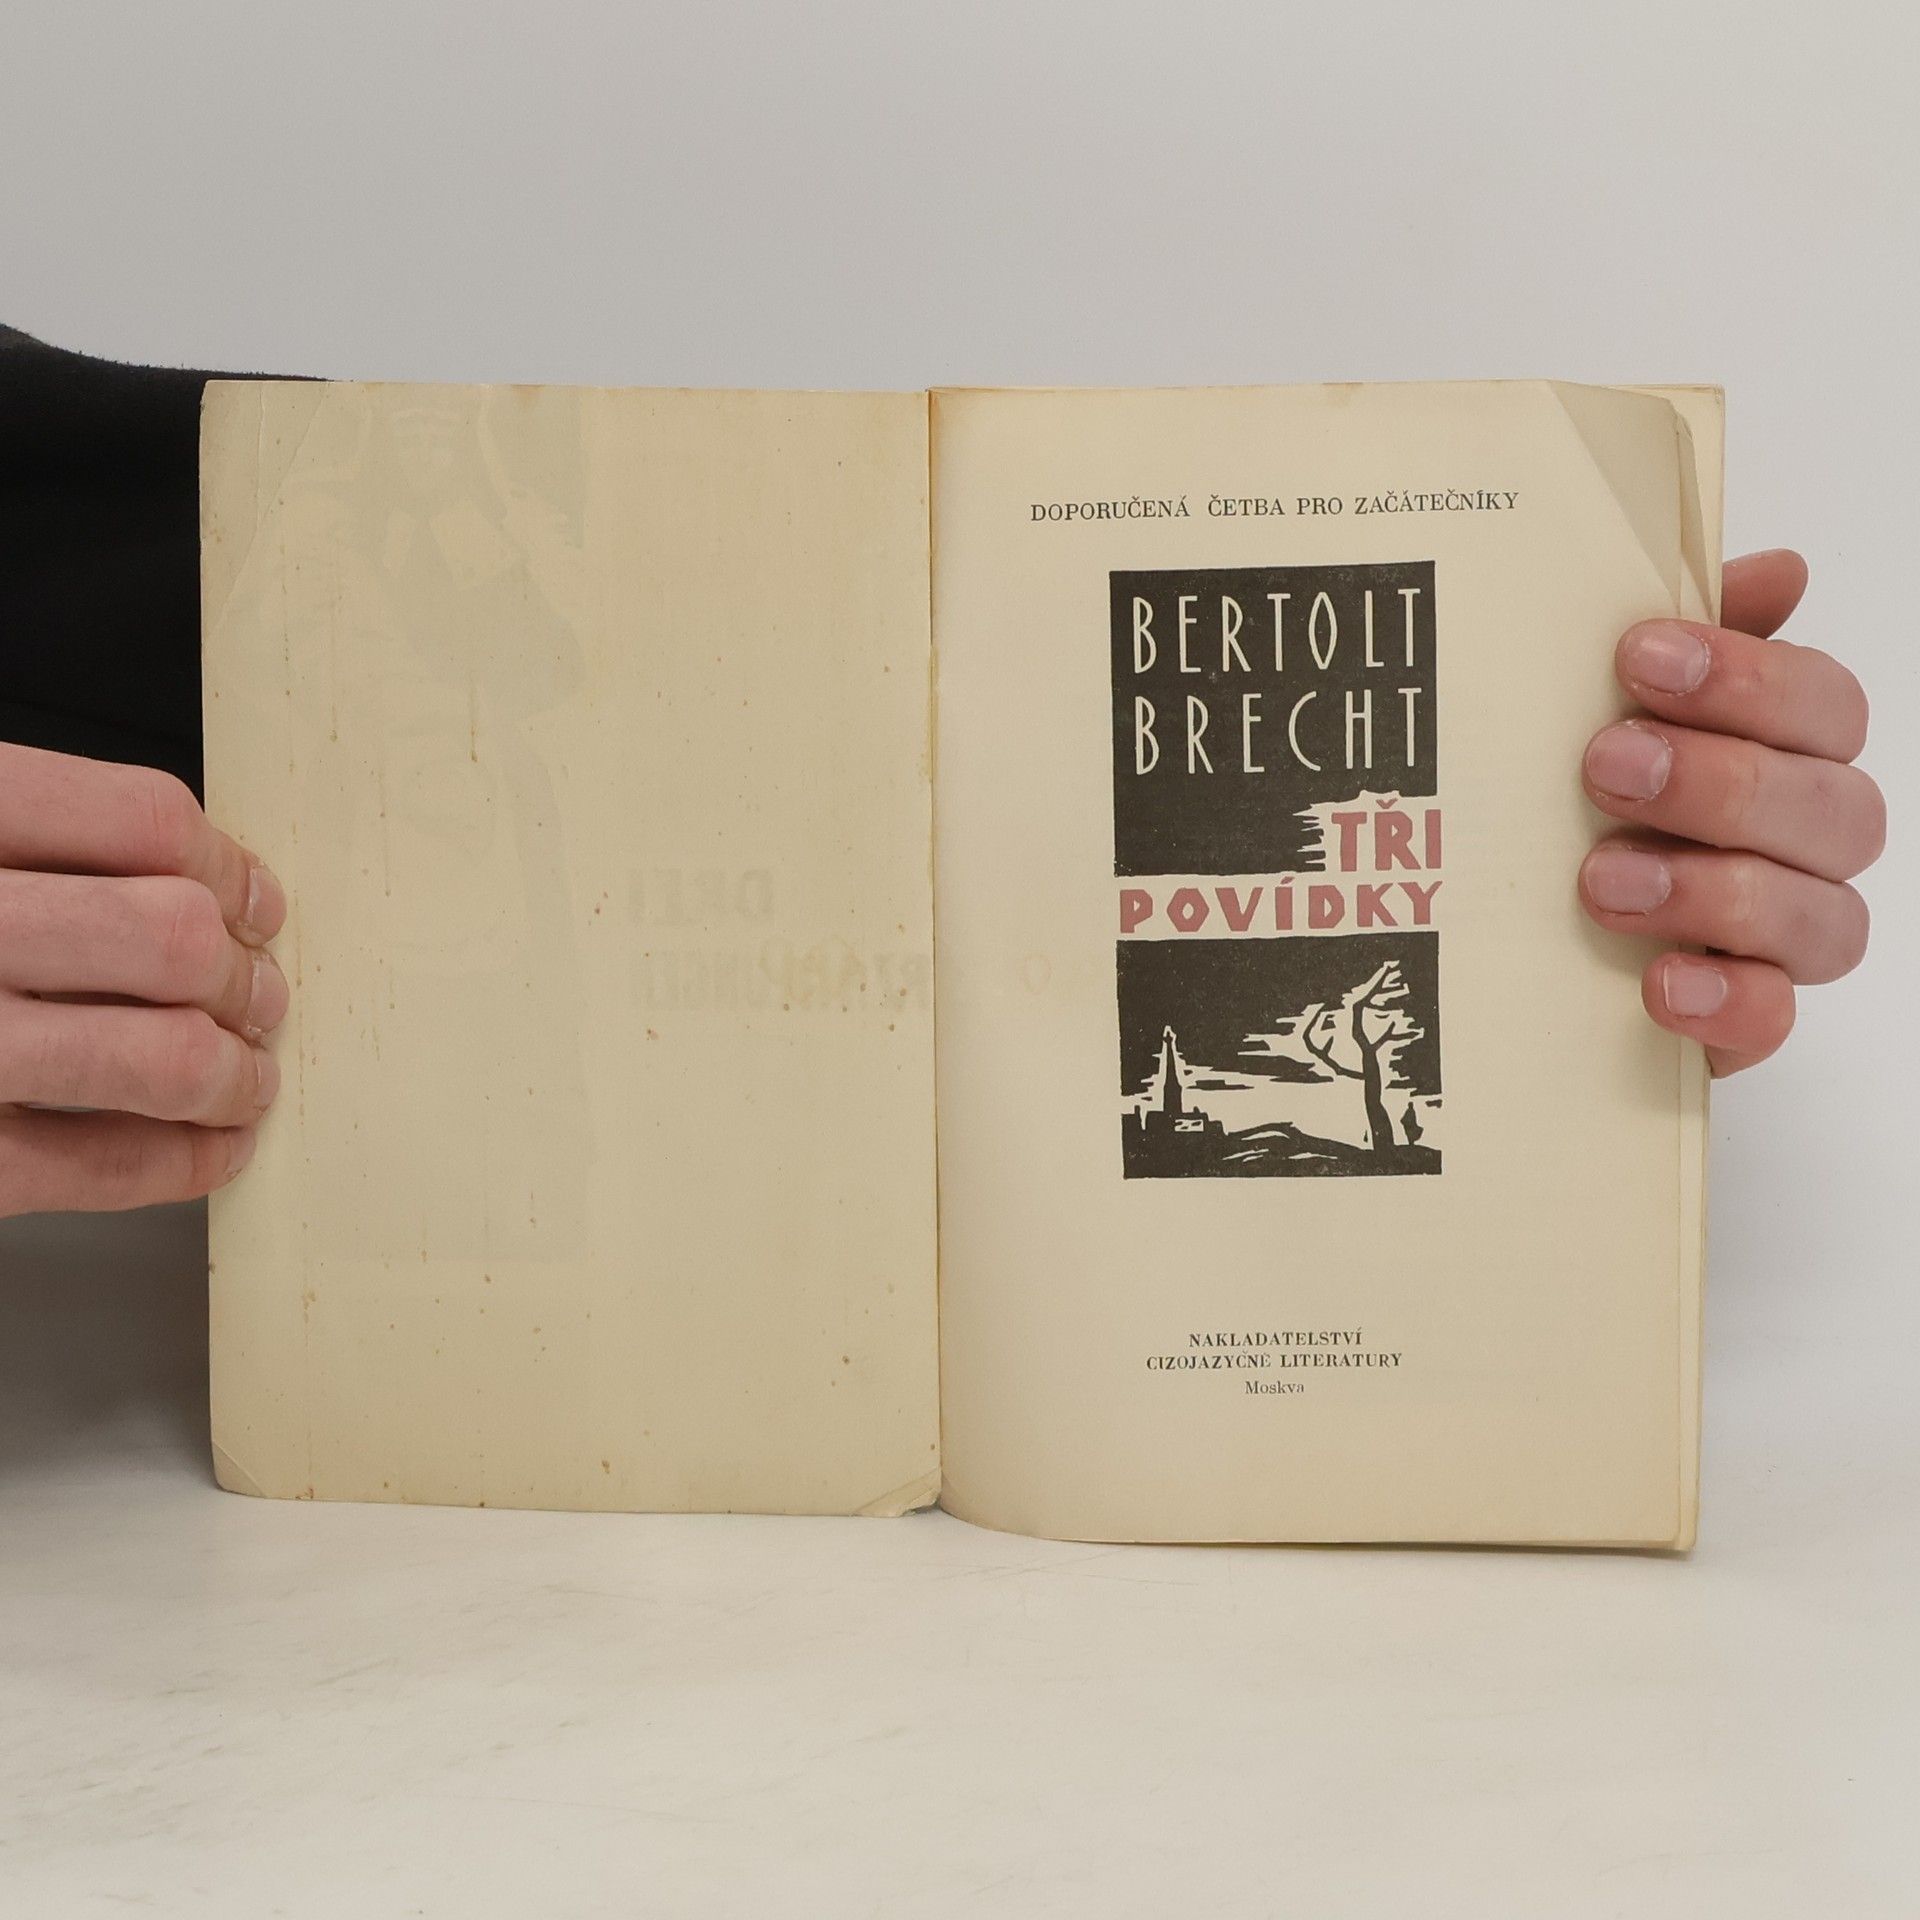 DOPORUČENÁ ČETBA PRO ZAČÁTEČNÍKY
BERTOLT
BRECHT
TŘI
POVÍDKY
NAKLADATELSTVÍ
CIZOJAZYČNÉ LITERATURY
Moskva